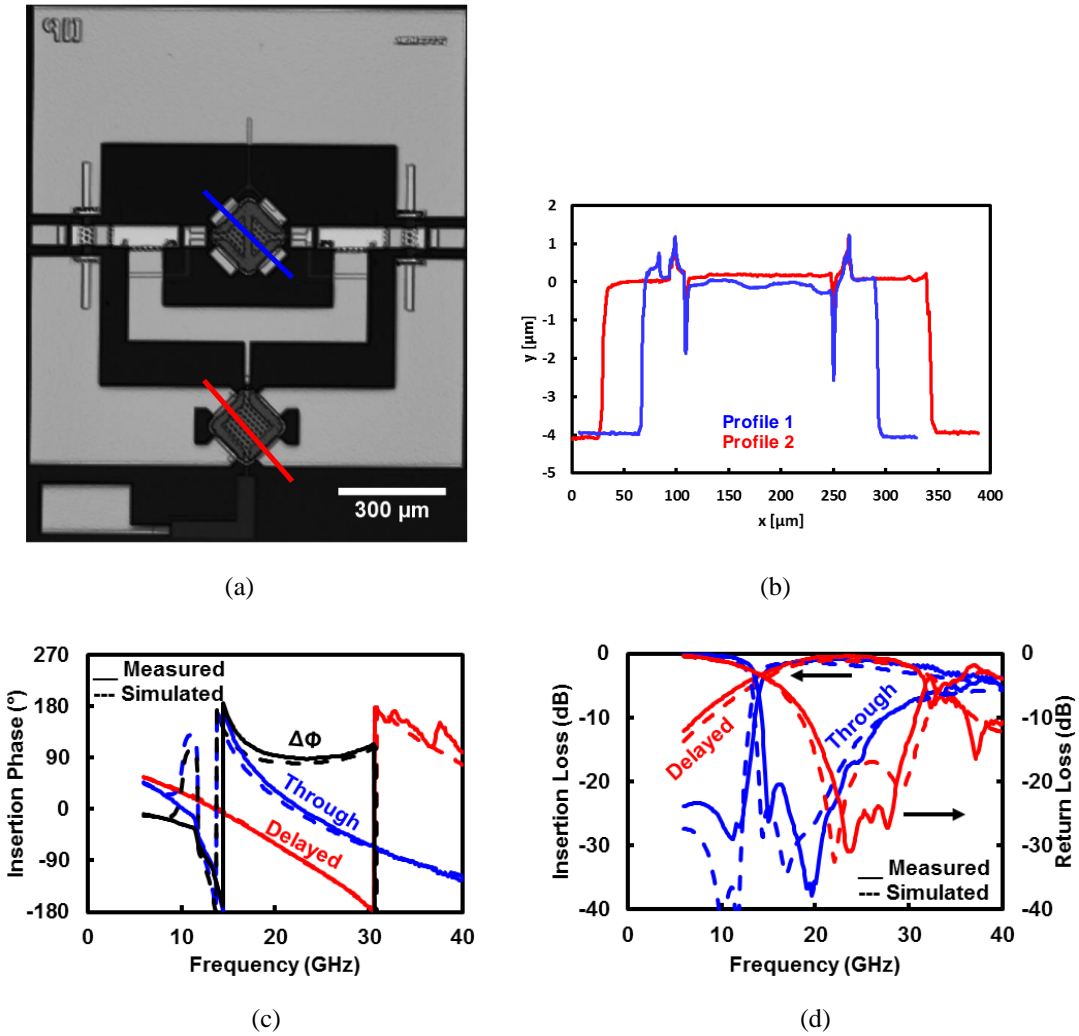 300 µm
(a)
2
1
0
-1
-2
-3
-4
-5
y [µm]
Profile 1
Profile 2
0
50
100
150
200
250
300
350
400
x [µm]
(b)
270
180
90
0
-90
-180
Insertion Phase (°)
Measured
Simulated
ΔΦ
Through
Delayed
0
10
20
30
40
Frequency (GHz)
(c)
0
-10
-20
-30
-40
Insertion Loss (dB)
Delayed
Through
Measured
Simulated
0
-10
-20
-30
-40
Return Loss (dB)
0
10
20
30
40
Frequency (GHz)
(d)